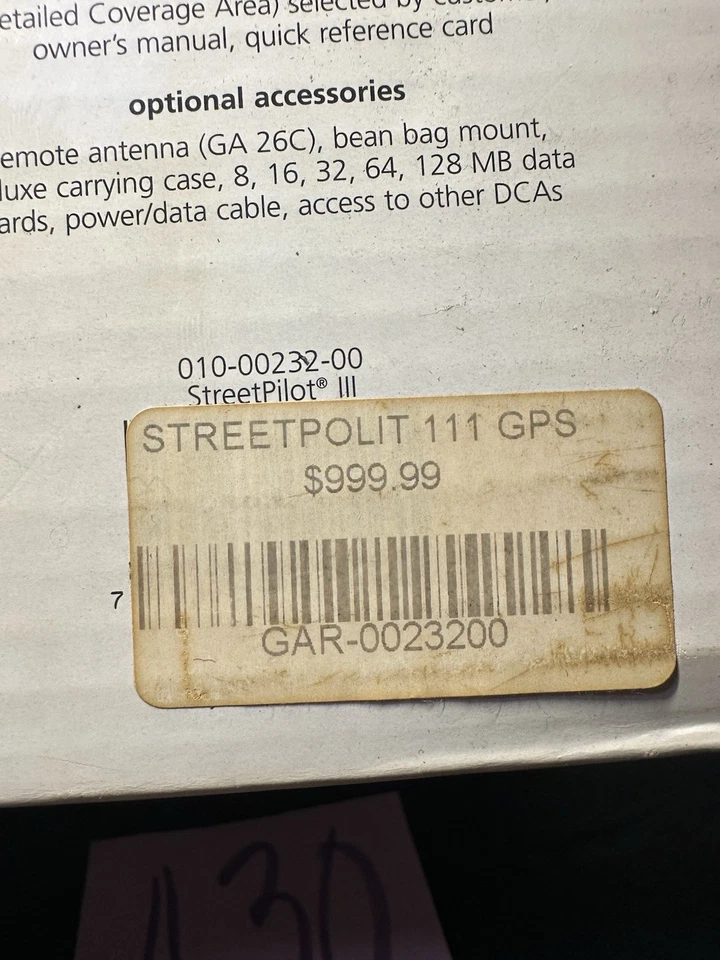 etailed Coverage Area) selected by
owner's manual, quick reference card
optional accessories
emote antenna (GA 26C), bean bag mount,
luxe carrying case, 8, 16, 32, 64, 128 MB data
ards, power/data cable, access to other DCAs
010-00232-00
StreetPilot® III
STREETPOLIT 111 GPS
$999.99
7
GAR-0023200
130